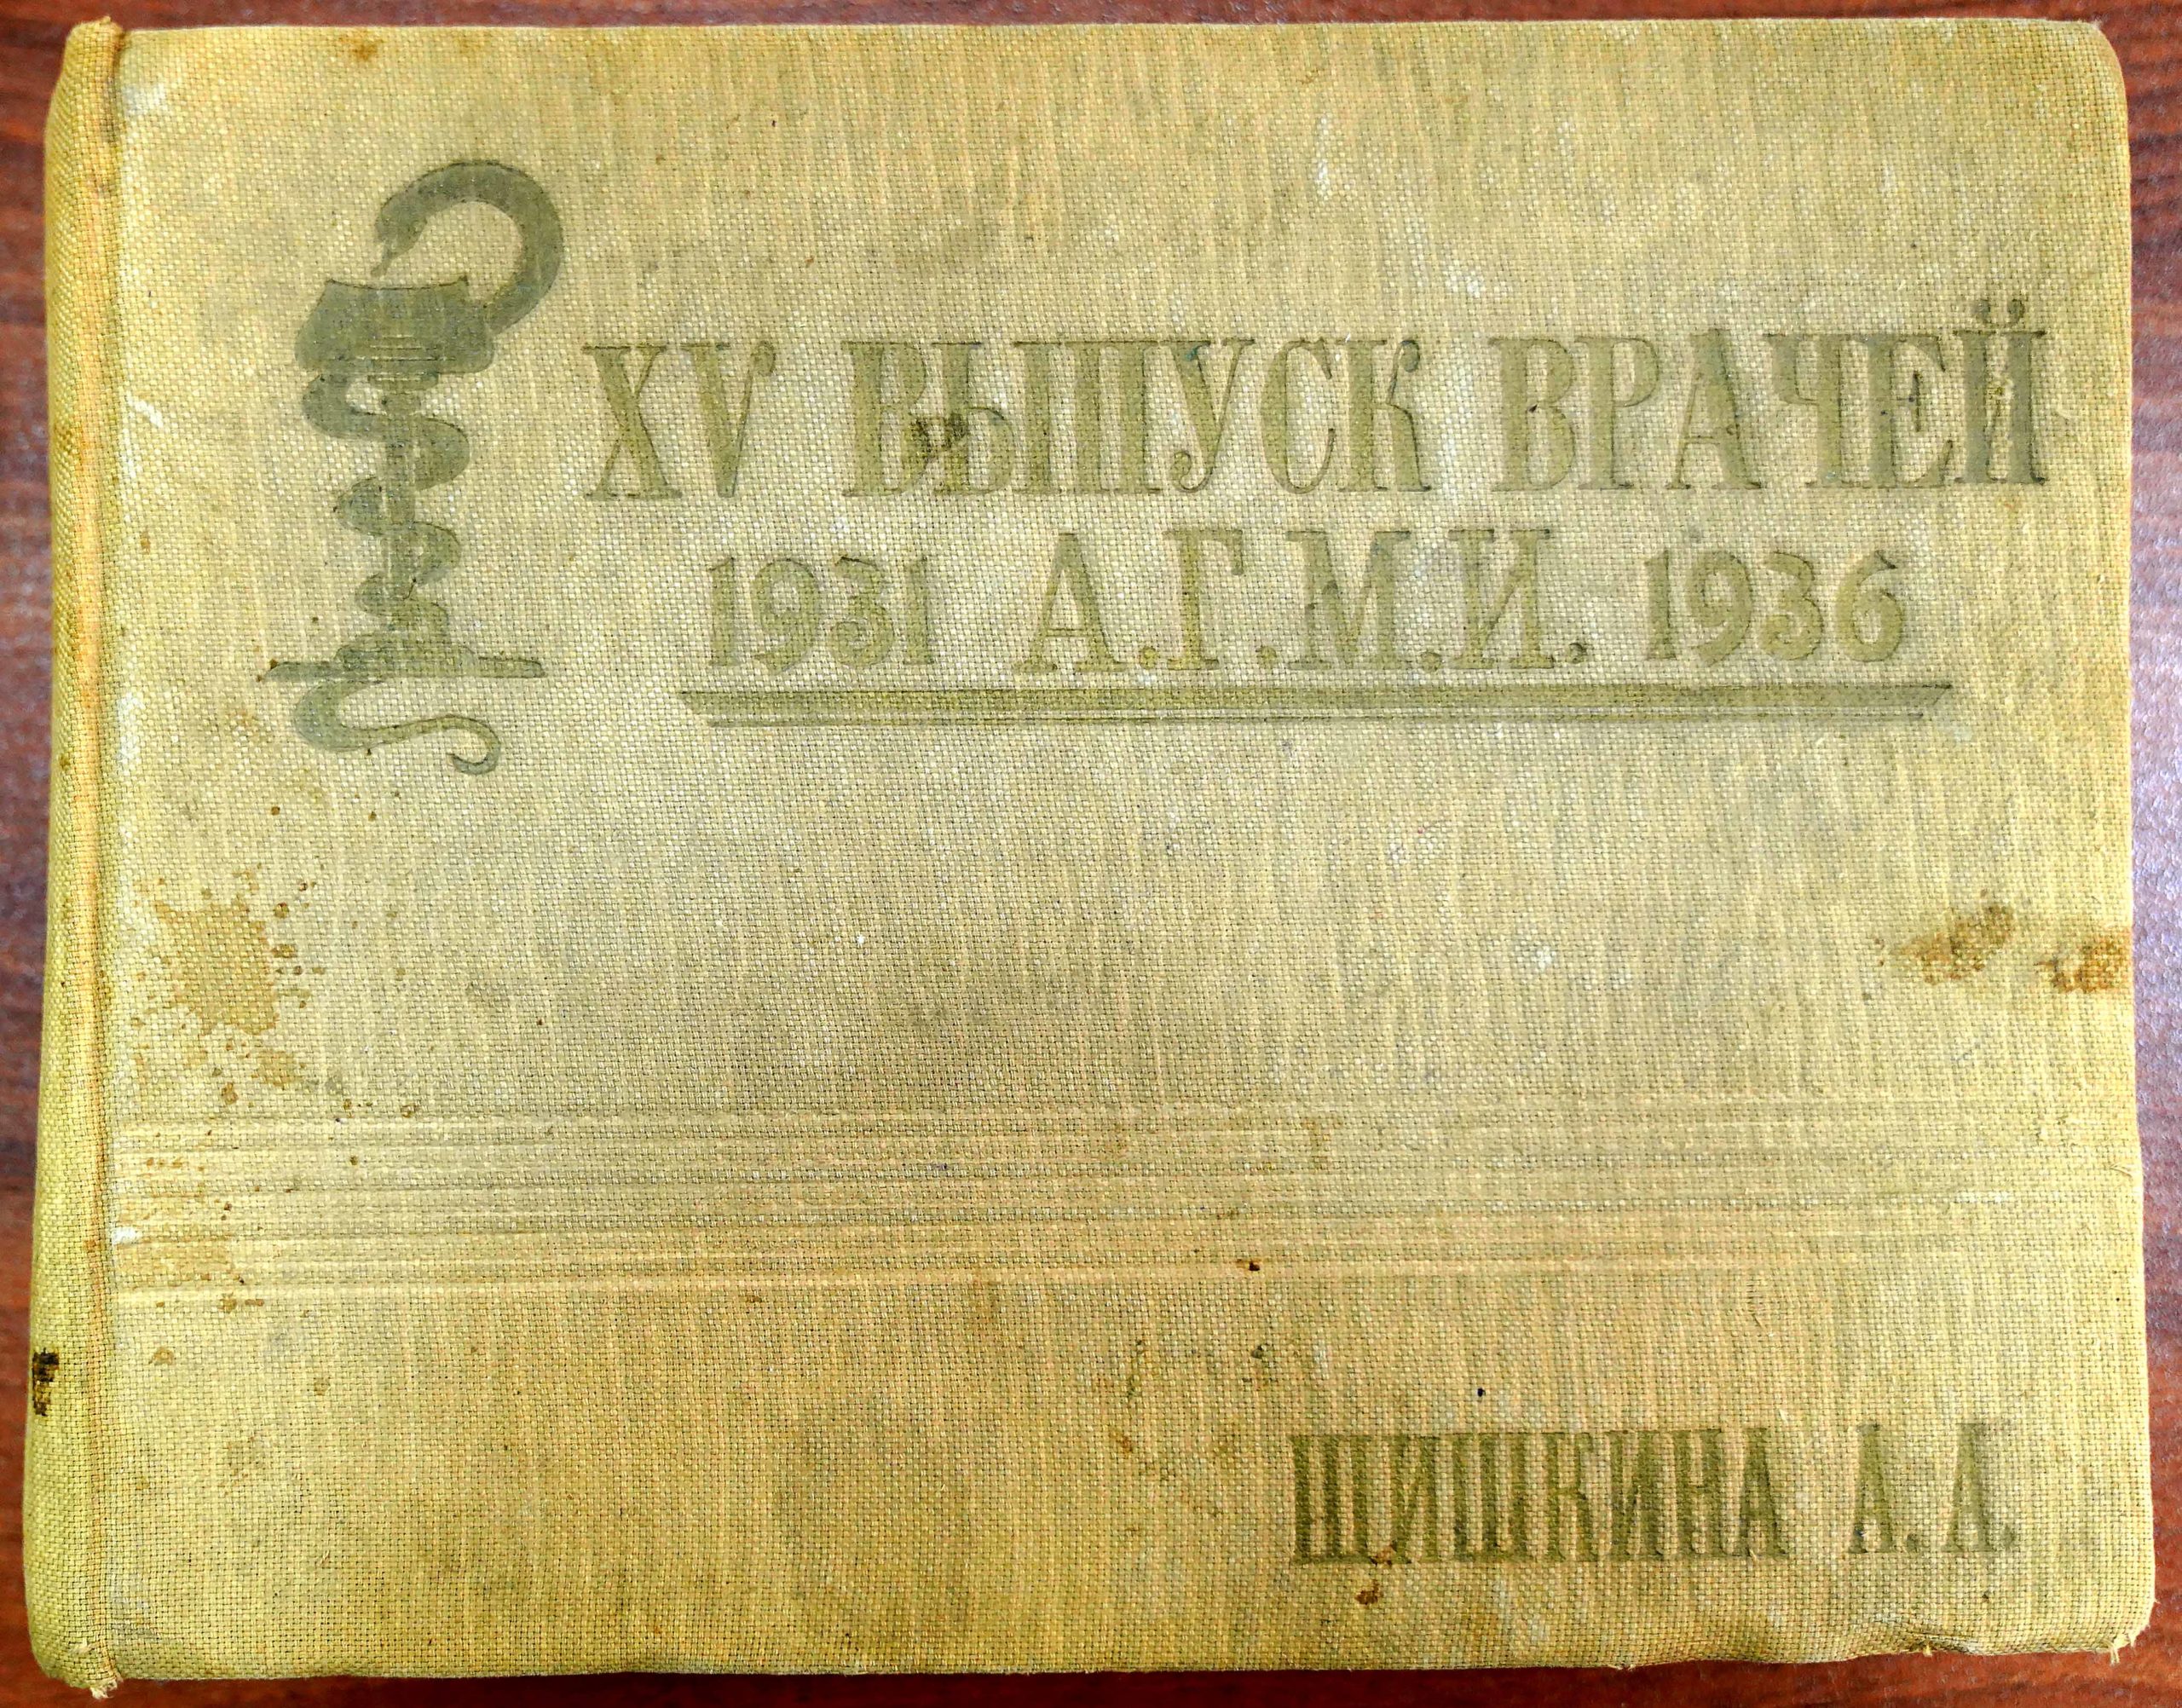 XV ВЫПУСК ВРАЧЕЙ
1931 А.Г.М.И. 1936
ШИШКИНА А. А.